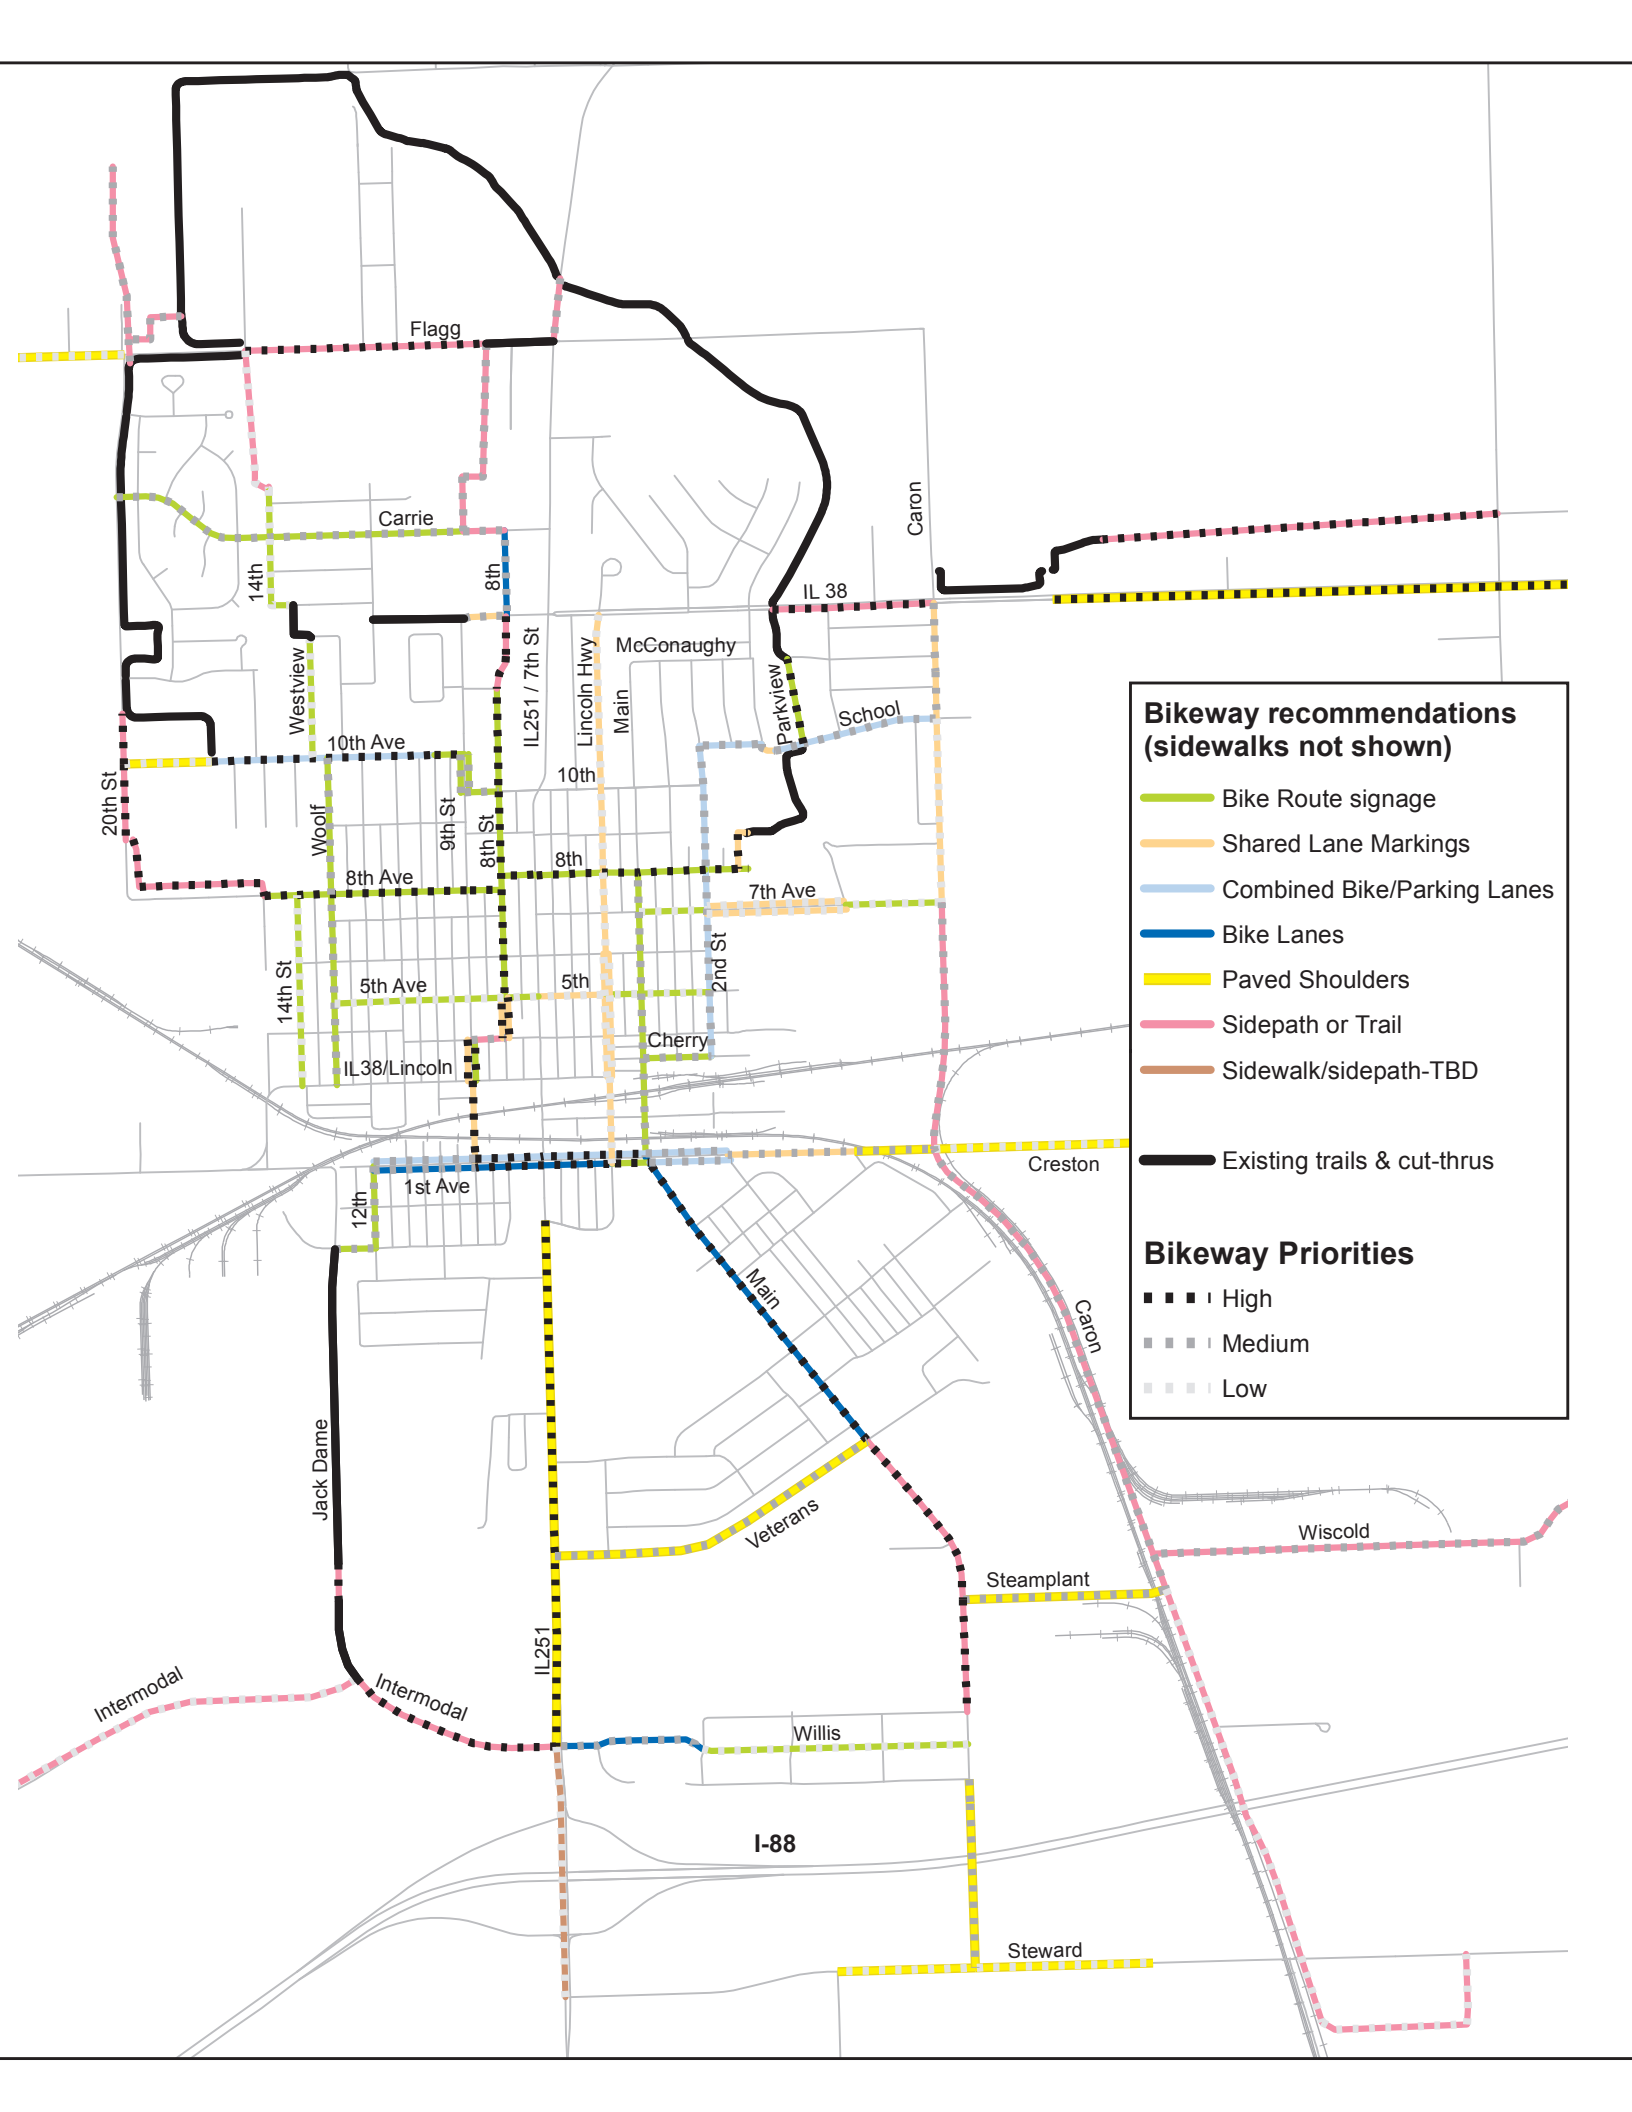 Flagg
Carrie
Caron
14th
8th
IL 38
IL251 / 7th St
Lincoln Hwy
Main
McConaughy
Westview
Parkview
School
10th Ave
10th
20th St
Woolf
9th St
8th St
8th
8th Ave
7th Ave
14th St
5th Ave
5th
2nd St
Cherry
IL38/Lincoln
Creston
1st Ave
12th
Main
Caron
Jack Dame
Veterans
Wiscold
Steamplant
IL251
Intermodal
Intermodal
Willis
I-88
Steward
Bikeway recommendations
(sidewalks not shown)
Bike Route signage
Shared Lane Markings
Combined Bike/Parking Lanes
Bike Lanes
Paved Shoulders
Sidepath or Trail
Sidewalk/sidepath-TBD
Existing trails & cut-thrus
Bikeway Priorities
High
Medium
Low